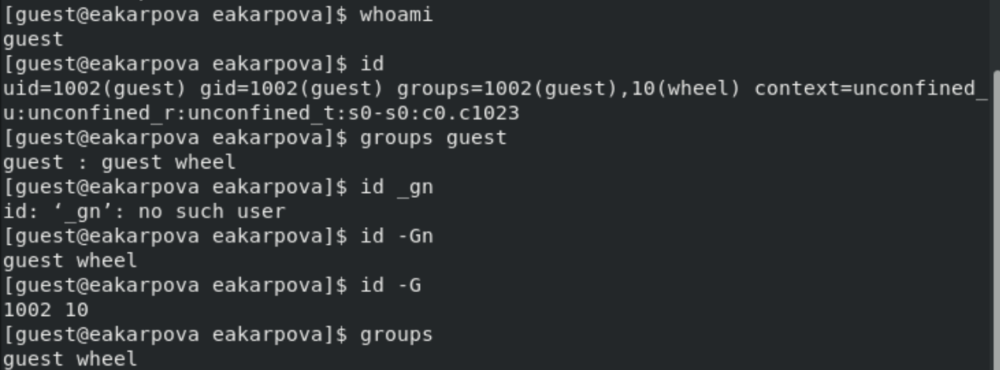 [guest@eakarpova eakarpova]$ whoami
guest
[guest@eakarpova eakarpova]$ id
uid=1002(guest) gid=1002(guest) groups=1002(guest),10(wheel) context=unconfined_
u:unconfined_r:unconfined_t:s0-s0:c0.c1023
[guest@eakarpova eakarpova]$ groups guest
guest : guest wheel
[guest@eakarpova eakarpova]$ id _gn
id: ‘_gn’: no such user
[guest@eakarpova eakarpova]$ id -Gn
guest wheel
[guest@eakarpova eakarpova]$ id -G
1002 10
[guest@eakarpova eakarpova]$ groups
guest wheel